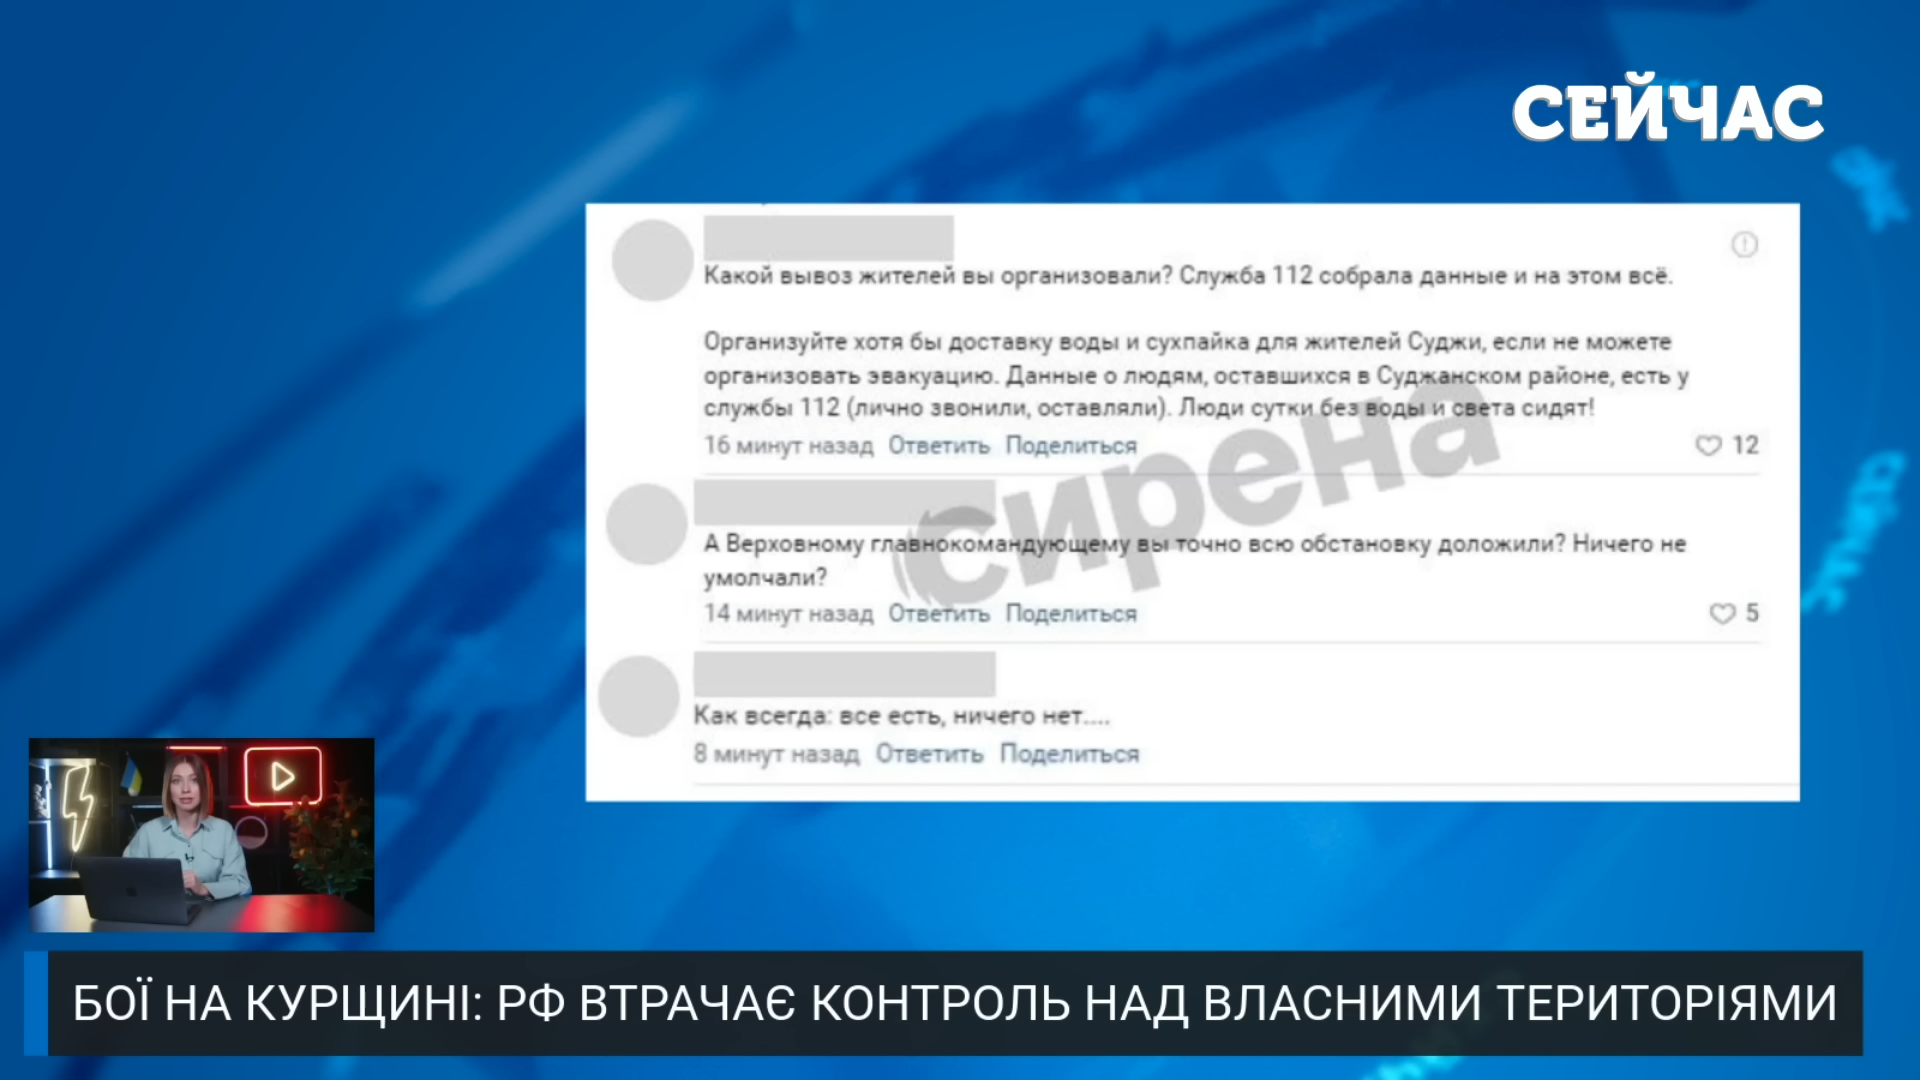 СЕЙЧАС
Какой вывоз жителей вы организовали? Служба 112 собрала данные и на этом всё.
Организуйте хотя бы доставку воды и сухпайка для жителей Суджи, если не можете
организовать эвакуацию. Данные о людям, оставшихся в Суджанском районе, есть у
службы 112 (лично звонили, оставляли). Люди сутки без воды и света сидят!
16 минут назад Ответить Поделиться
12
сирена
А Верховному главнокомандующему вы точно всю обстановку доложили? Ничего не
умолчали?
14 минут назад Ответить Поделиться
5
Как всегда: все есть, ничего нет....
8 минут назад Ответить Поделиться
БОЇ НА КУРЩИНІ: РФ ВТРАЧАЄ КОНТРОЛЬ НАД ВЛАСНИМИ ТЕРИТОРІЯМИ